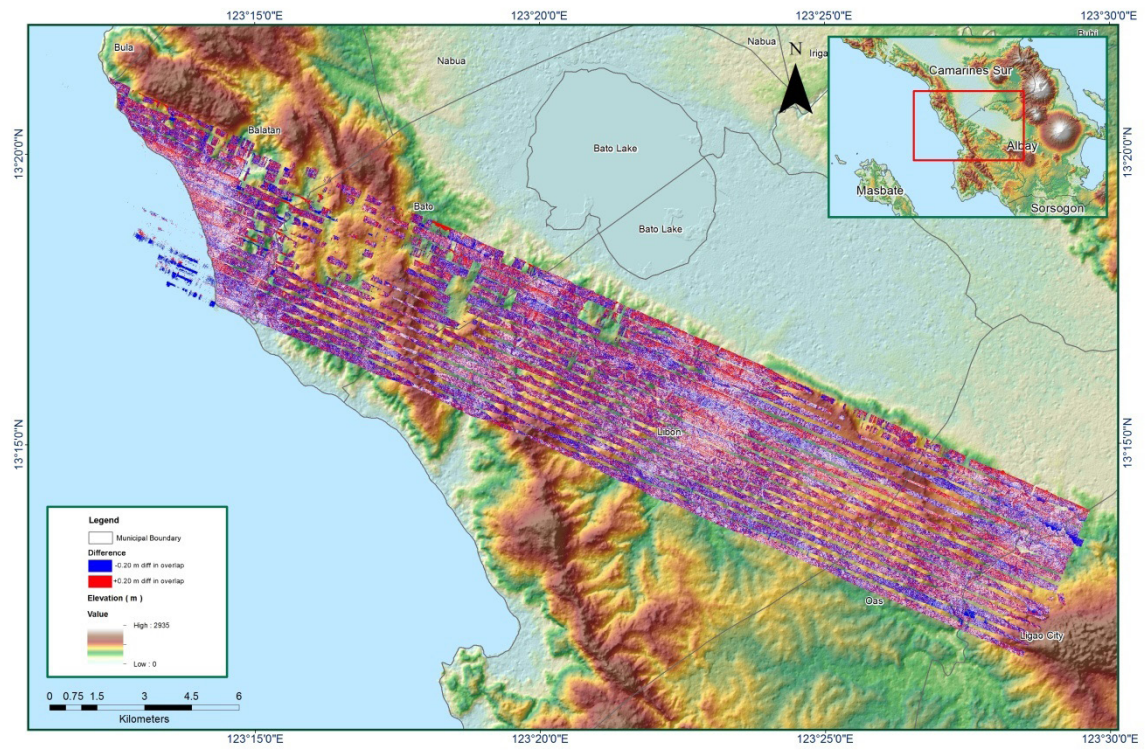 123°15'0"E
123°20'0"E
123°25'0"E
123°30'0"E
Bula
Nabua
Nabua
Iriga
Buhi
N
Camarines Sur
Albay
Masbate
Sorsogon
13°20'0"N
13°20'0"N
Balatan
Bato Lake
Bato
Bato Lake
13°15'0"N
13°15'0"N
Libon
Oas
Ligao City
Legend
Municipal Boundary
Difference
-0.20 m diff in overlap
+0.20 m diff in overlap
Elevation ( m )
Value
High : 2935
Low : 0
0 0.75 1.5 3 4.5 6
Kilometers
123°15'0"E
123°20'0"E
123°25'0"E
123°30'0"E